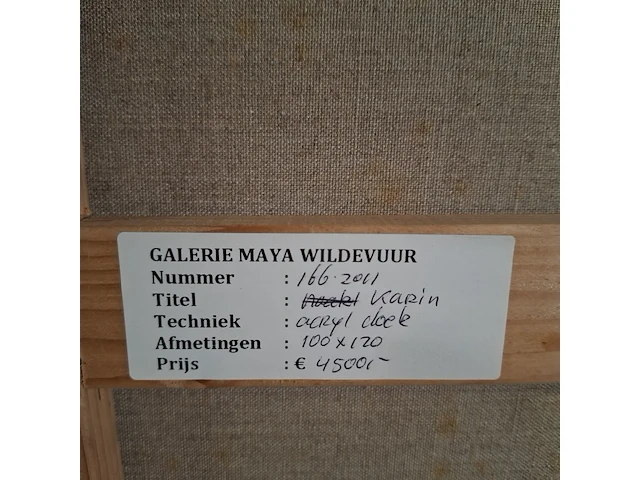 GALERIE MAYA WILDEVUUR
Nummer : 166-2011
Titel : Karin
Techniek : acryl doek
Afmetingen : 100 x 120
Prijs : € 4500,-